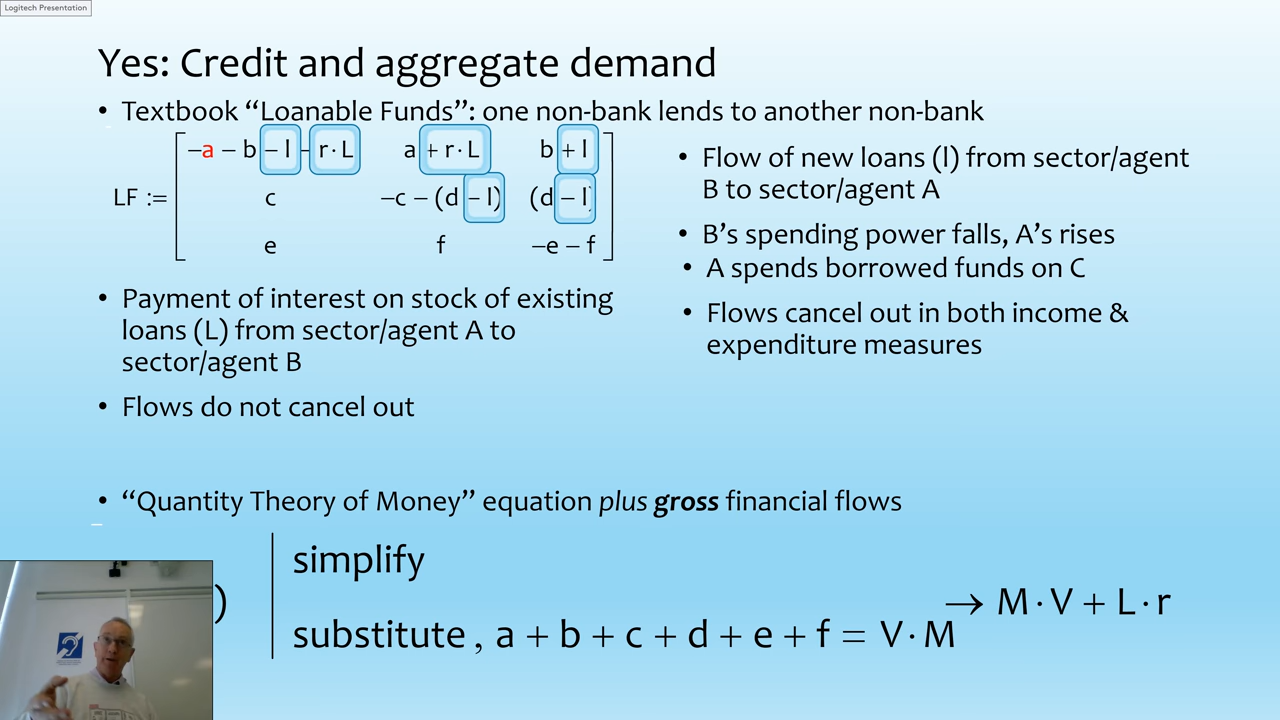 Logitech Presentation
Yes: Credit and aggregate demand
• Textbook “Loanable Funds”: one non-bank lends to another non-bank
−a − b − l − r·L a + r·L b + l
LF := c −c − (d − l) (d − l)
e f −e − f
• Payment of interest on stock of existing
loans (L) from sector/agent A to
sector/agent B
• Flows do not cancel out
• Flow of new loans (l) from sector/agent
B to sector/agent A
• B’s spending power falls, A’s rises
• A spends borrowed funds on C
• Flows cancel out in both income &
expenditure measures
• “Quantity Theory of Money” equation plus gross financial flows
simplify
) → M·V + L·r
substitute , a + b + c + d + e + f = V·M